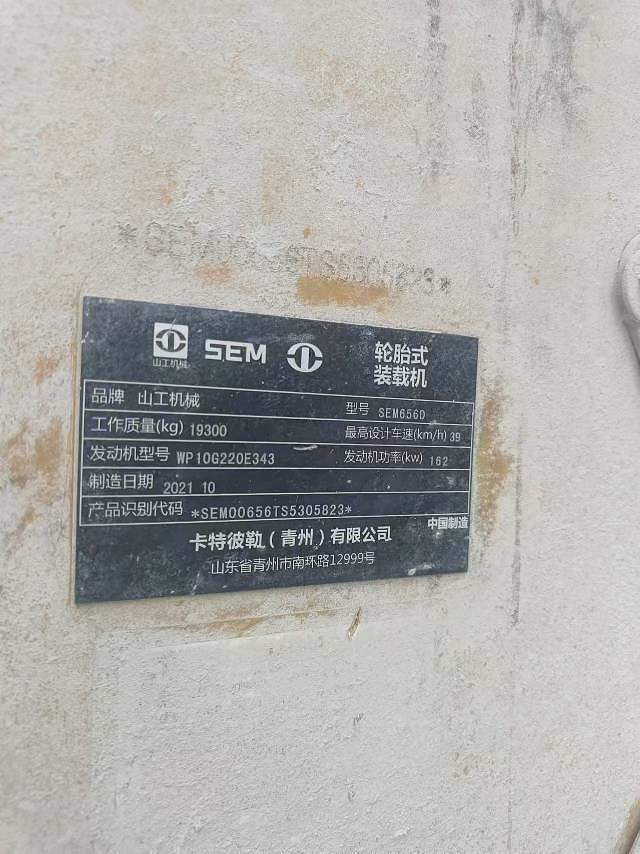 山工机械 SEM 轮胎式
装载机
品牌 山工机械 型号 SEM656D
工作质量(kg) 19300 最高设计车速(km/h) 39
发动机型号 WP10G220E343 发动机功率(kw) 162
制造日期 2021 10
产品识别代码 *SEM00656TS5305823*
中国制造
卡特彼勒(青州)有限公司
山东省青州市南环路12999号